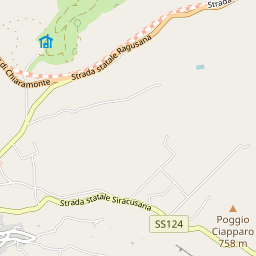 Strada
Strada statale Ragusana
di Chiaramonte
Strada statale Siracusana
SS124
Poggio
Ciapparo
758 m